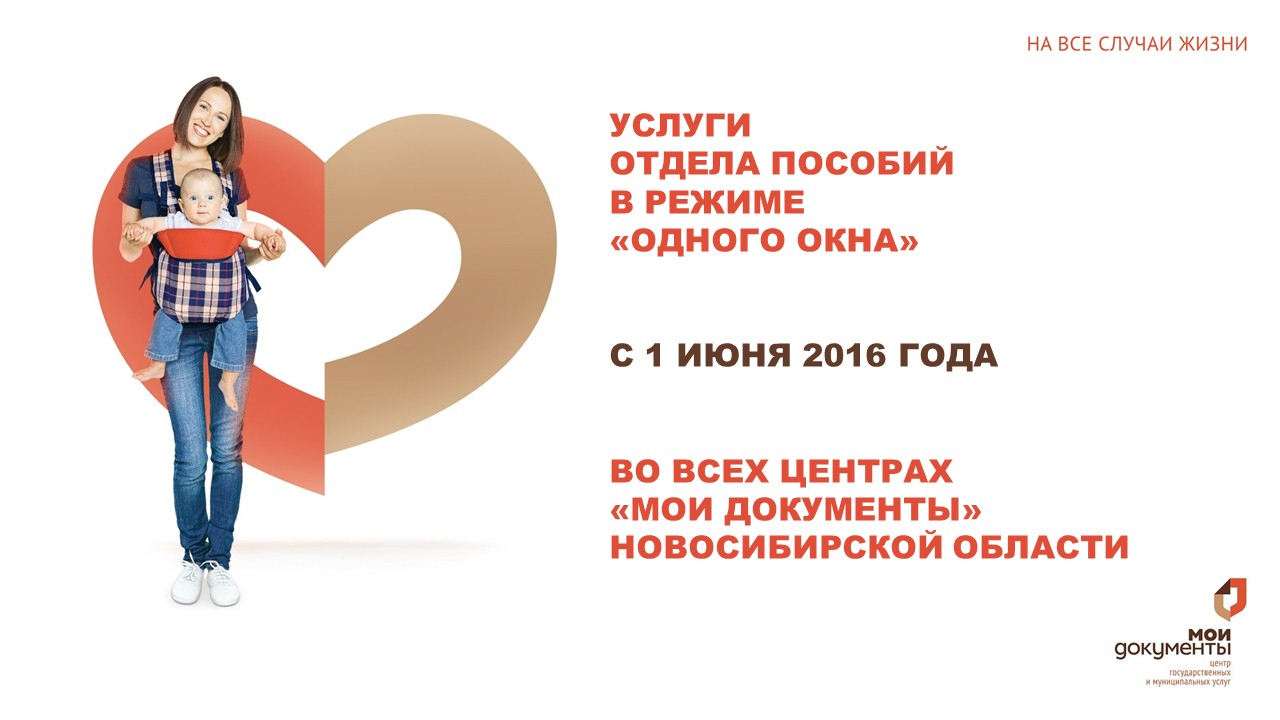 НА ВСЕ СЛУЧАИ ЖИЗНИ
УСЛУГИ
ОТДЕЛА ПОСОБИЙ
В РЕЖИМЕ
«ОДНОГО ОКНА»
С 1 ИЮНЯ 2016 ГОДА
ВО ВСЕХ ЦЕНТРАХ
«МОИ ДОКУМЕНТЫ»
НОВОСИБИРСКОЙ ОБЛАСТИ
мои
документы
центр
государственных
и муниципальных услуг